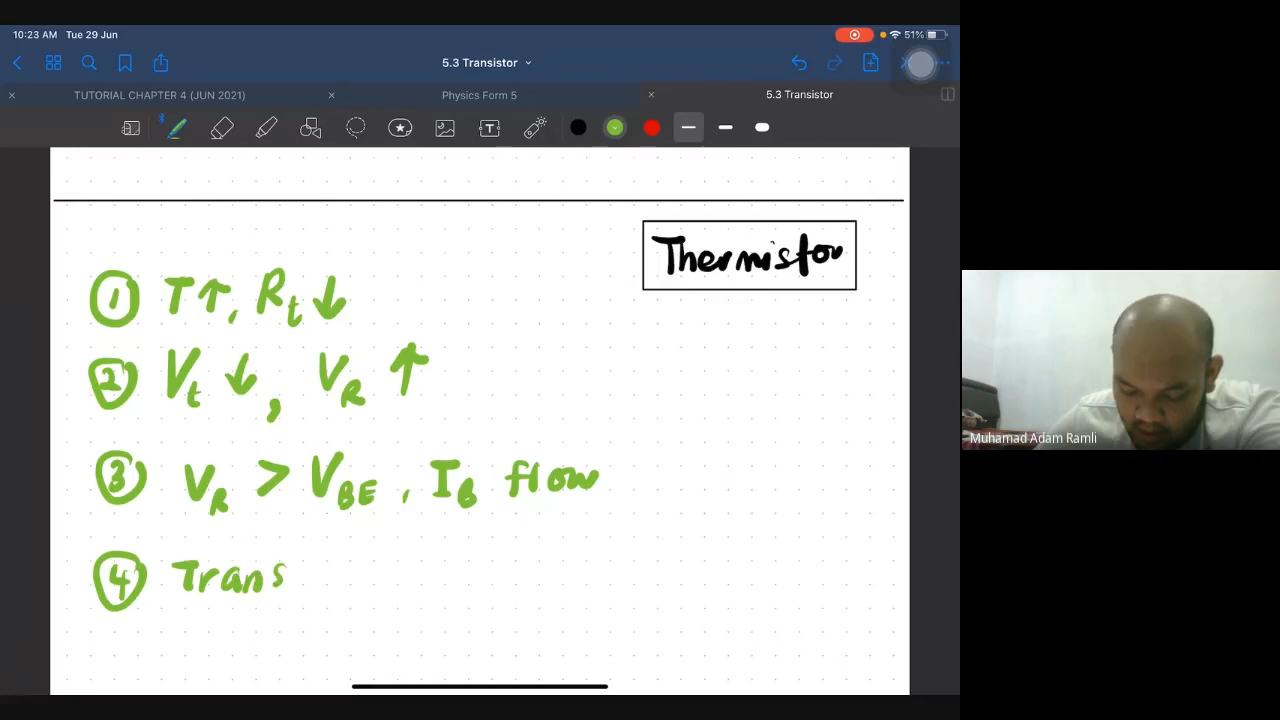 10:23 AM Tue 29 Jun
51%
5.3 Transistor
TUTORIAL CHAPTER 4 (JUN 2021)
Physics Form 5
5.3 Transistor
Thermistor
① T↑, Rt ↓
② Vt ↓, VR ↑
③ VR > VBE, IB flow
④ Trans
Muhamad Adam Ramli